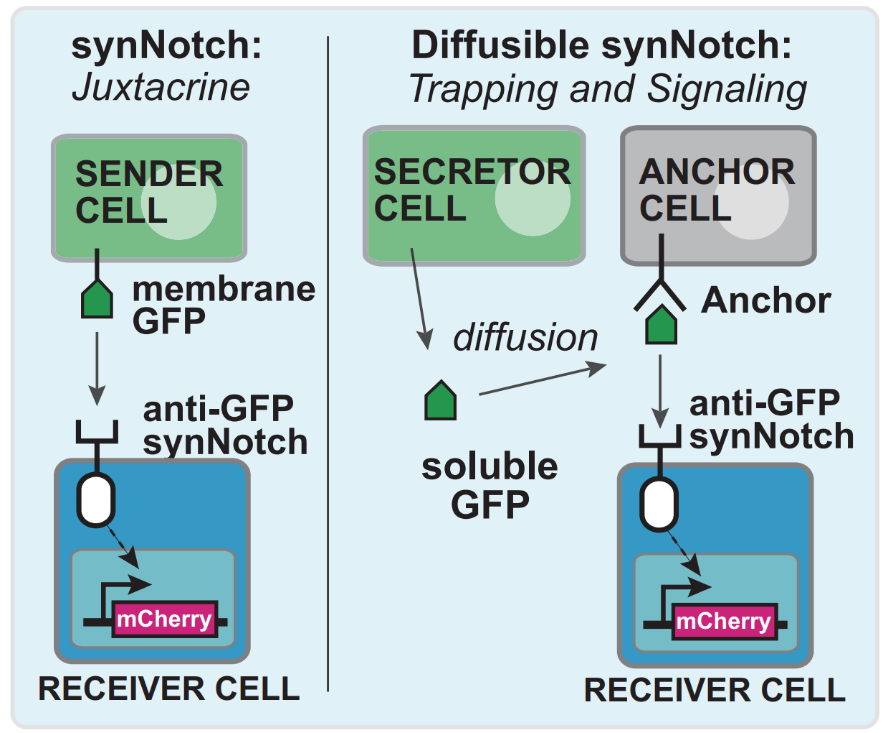 synNotch:
Juxtacrine
SENDER
CELL
membrane
GFP
anti-GFP
synNotch
mCherry
RECEIVER CELL
Diffusible synNotch:
Trapping and Signaling
SECRETOR
CELL
ANCHOR
CELL
Anchor
diffusion
soluble
GFP
anti-GFP
synNotch
mCherry
RECEIVER CELL